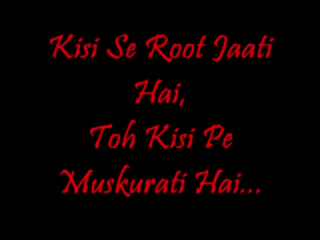 Kisi Se Root Jaati
Hai,
Toh Kisi Pe
Muskurati Hai...